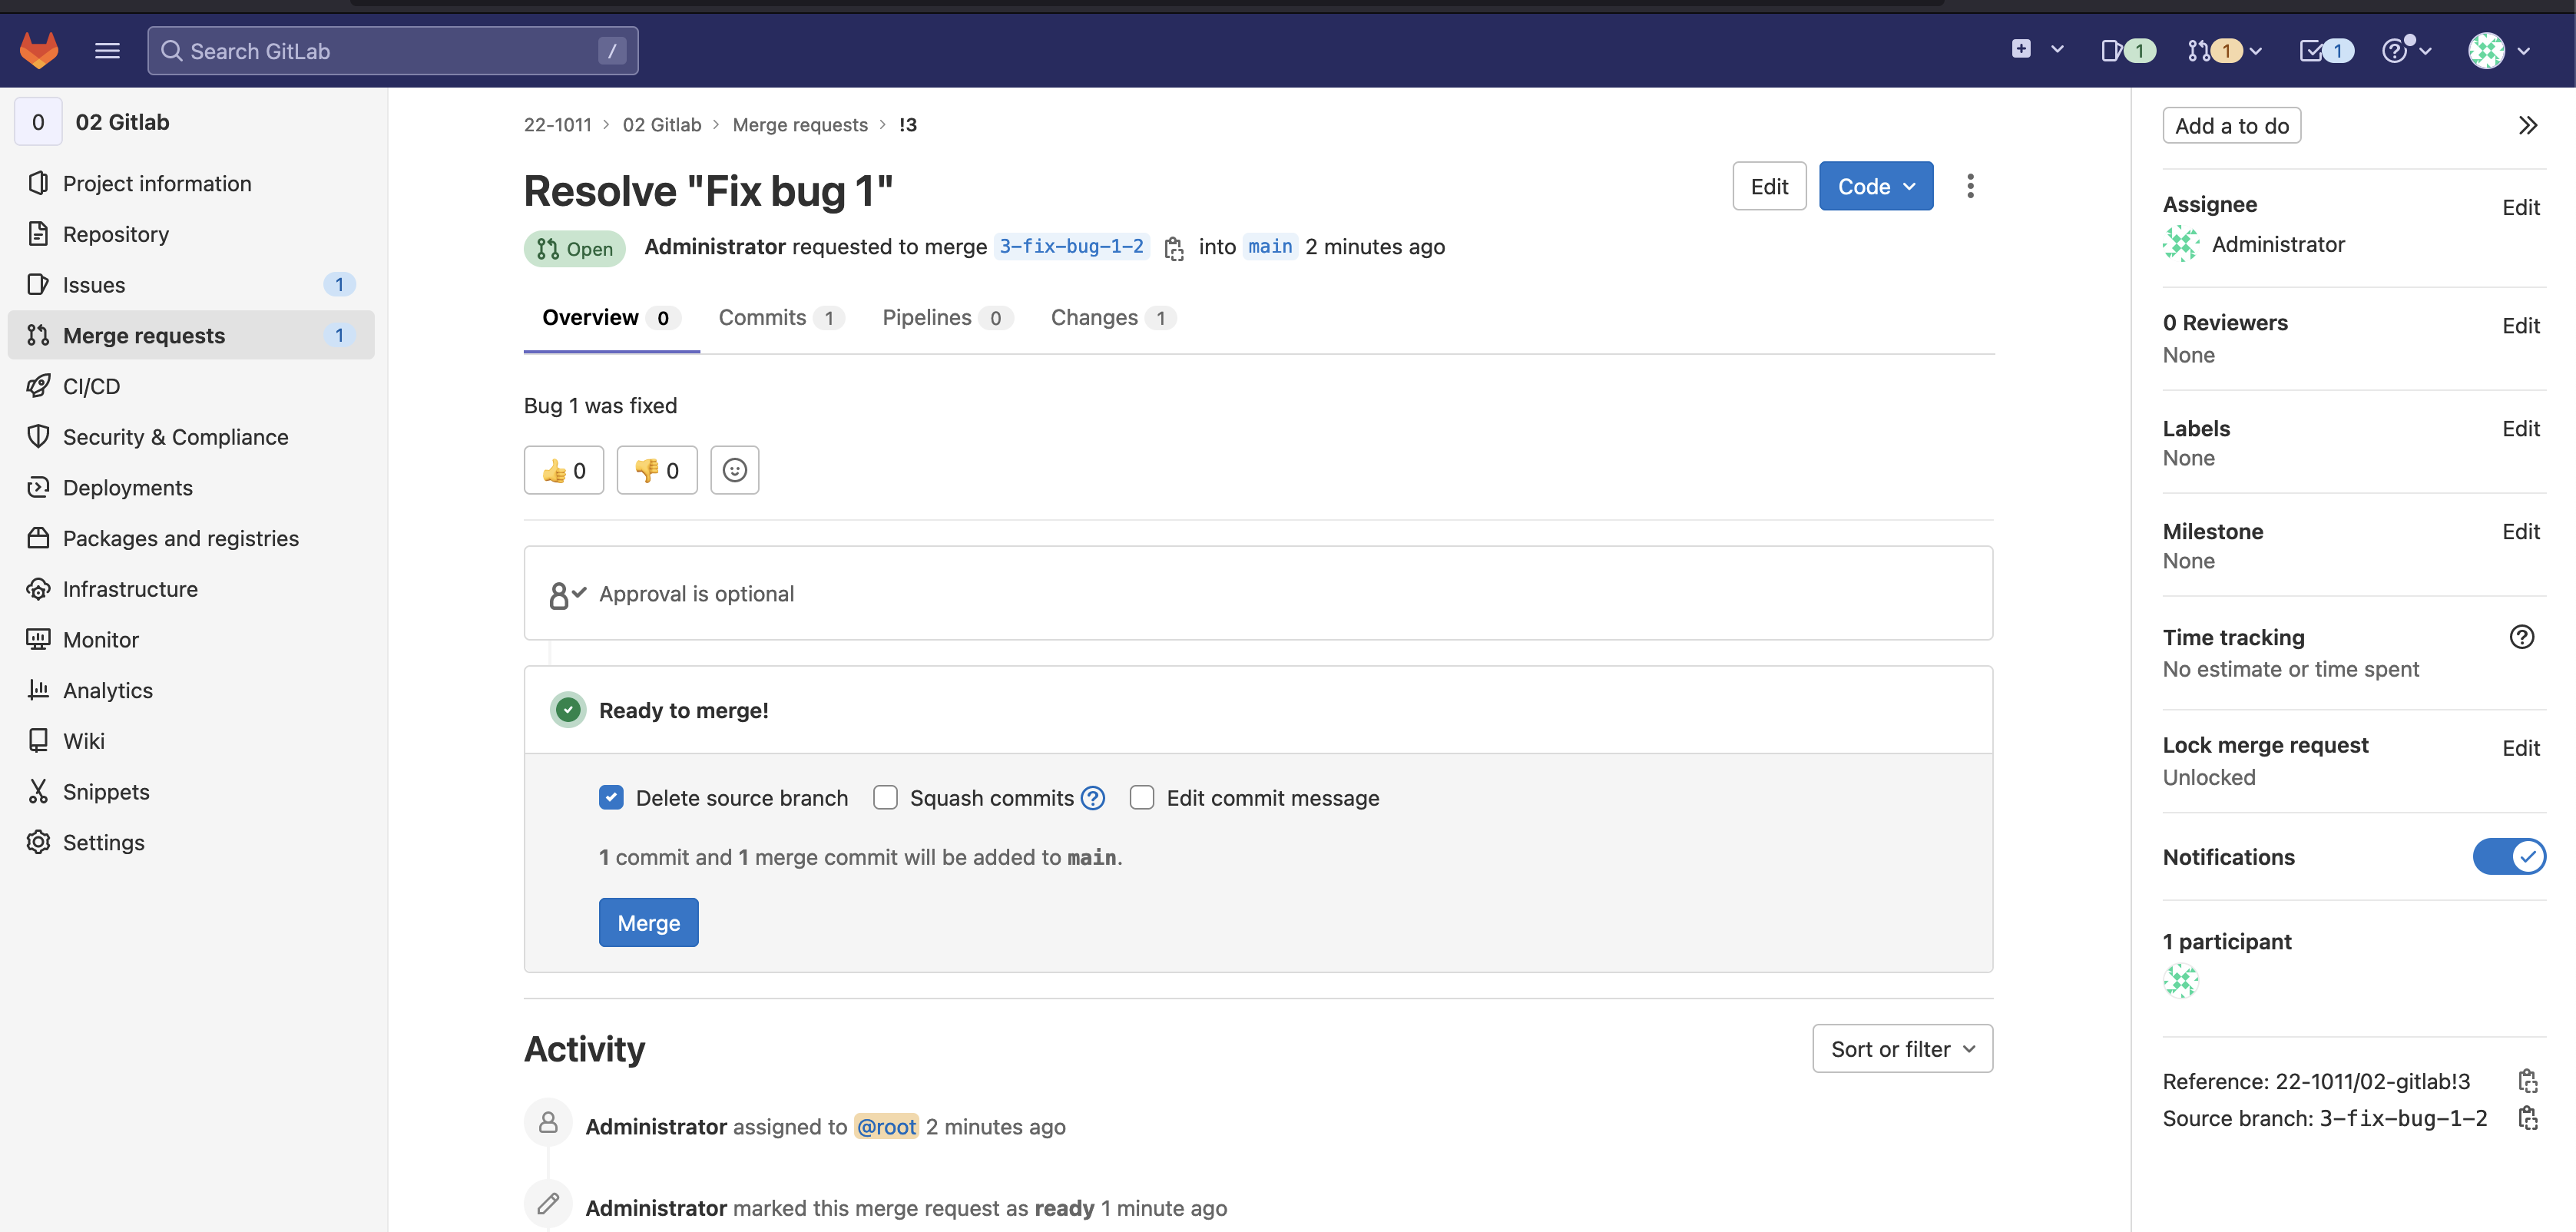 Search GitLab /
1 1 1
0 02 Gitlab
Project information
Repository
Issues 1
Merge requests 1
CI/CD
Security & Compliance
Deployments
Packages and registries
Infrastructure
Monitor
Analytics
Wiki
Snippets
Settings
22-1011 > 02 Gitlab > Merge requests > !3
Resolve "Fix bug 1"
Edit Code
Open Administrator requested to merge 3-fix-bug-1-2 into main 2 minutes ago
Overview 0 Commits 1 Pipelines 0 Changes 1
Bug 1 was fixed
0 0
Approval is optional
Ready to merge!
Delete source branch Squash commits ? Edit commit message
1 commit and 1 merge commit will be added to main.
Merge
Activity
Sort or filter
Administrator assigned to @root 2 minutes ago
Administrator marked this merge request as ready 1 minute ago
Add a to do
Assignee Edit
Administrator
0 Reviewers Edit
None
Labels Edit
None
Milestone Edit
None
Time tracking ?
No estimate or time spent
Lock merge request Edit
Unlocked
Notifications
1 participant
Reference: 22-1011/02-gitlab!3
Source branch: 3-fix-bug-1-2